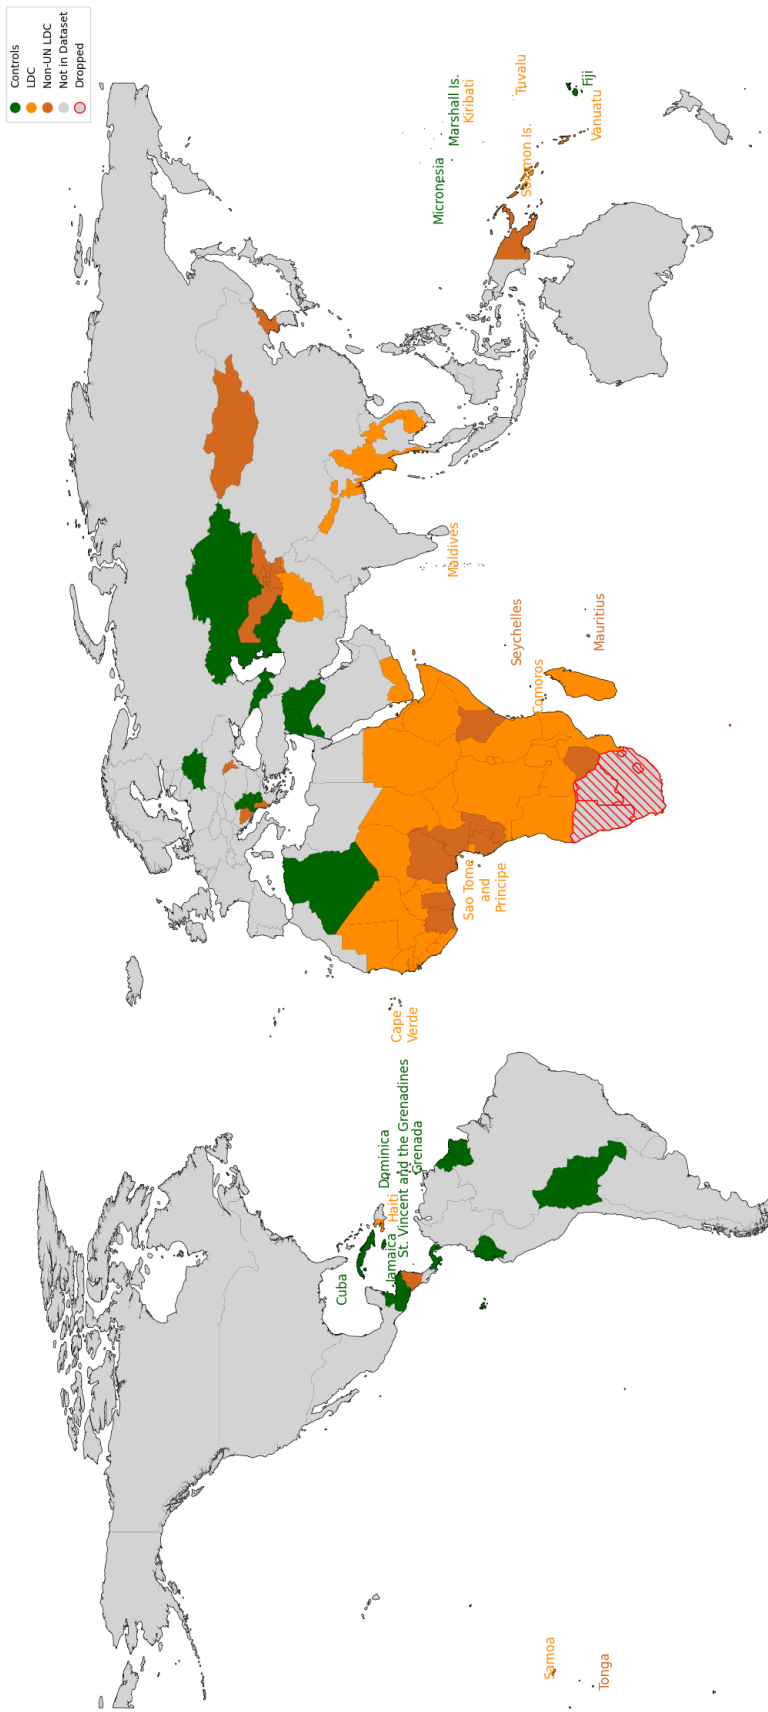 Controls
LDC
Non-UN LDC
Not in Dataset
Dropped
Cuba
Jamaica
Haiti
Dominica
St. Vincent and the Grenadines
Grenada
Cape
Verde
Sao Tome
and
Principe
Comoros
Seychelles
Mauritius
Maldives
Micronesia
Marshall Is.
Kiribati
Tuvalu
Solomon Is.
Vanuatu
Fiji
Samoa
Tonga